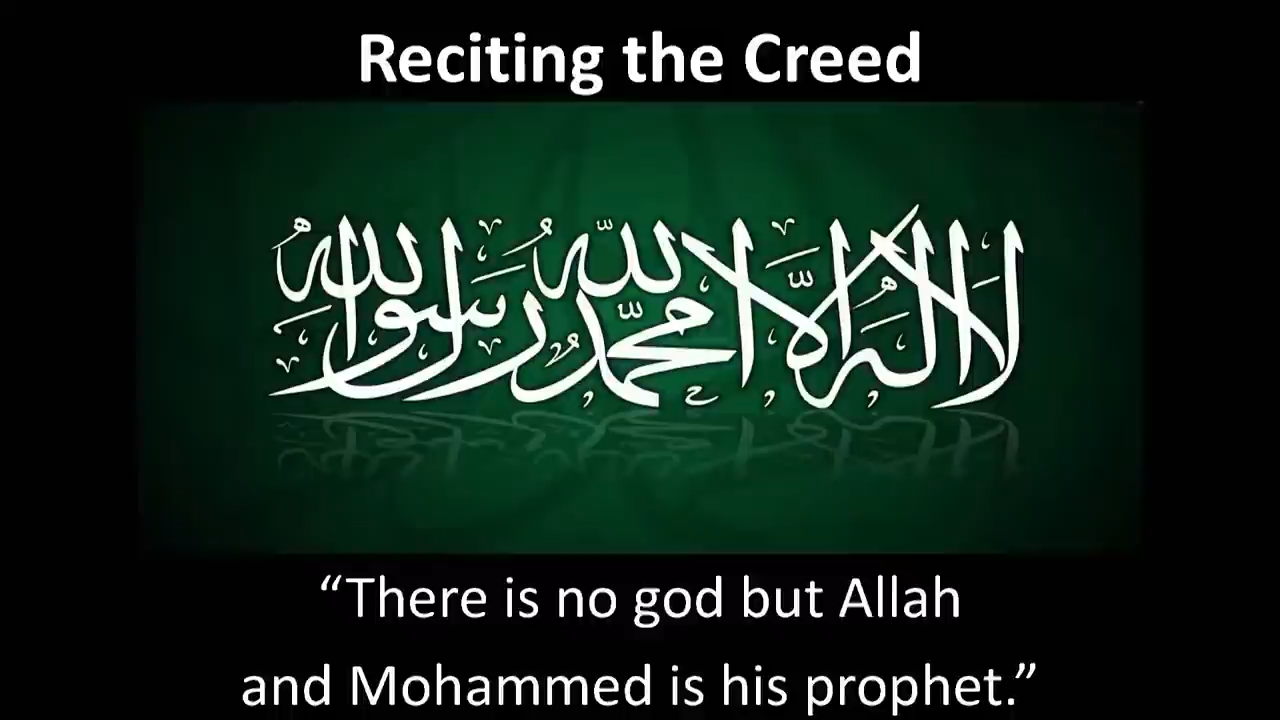 Reciting the Creed
لا إله إلا الله محمد رسول الله
“There is no god but Allah
and Mohammed is his prophet.”